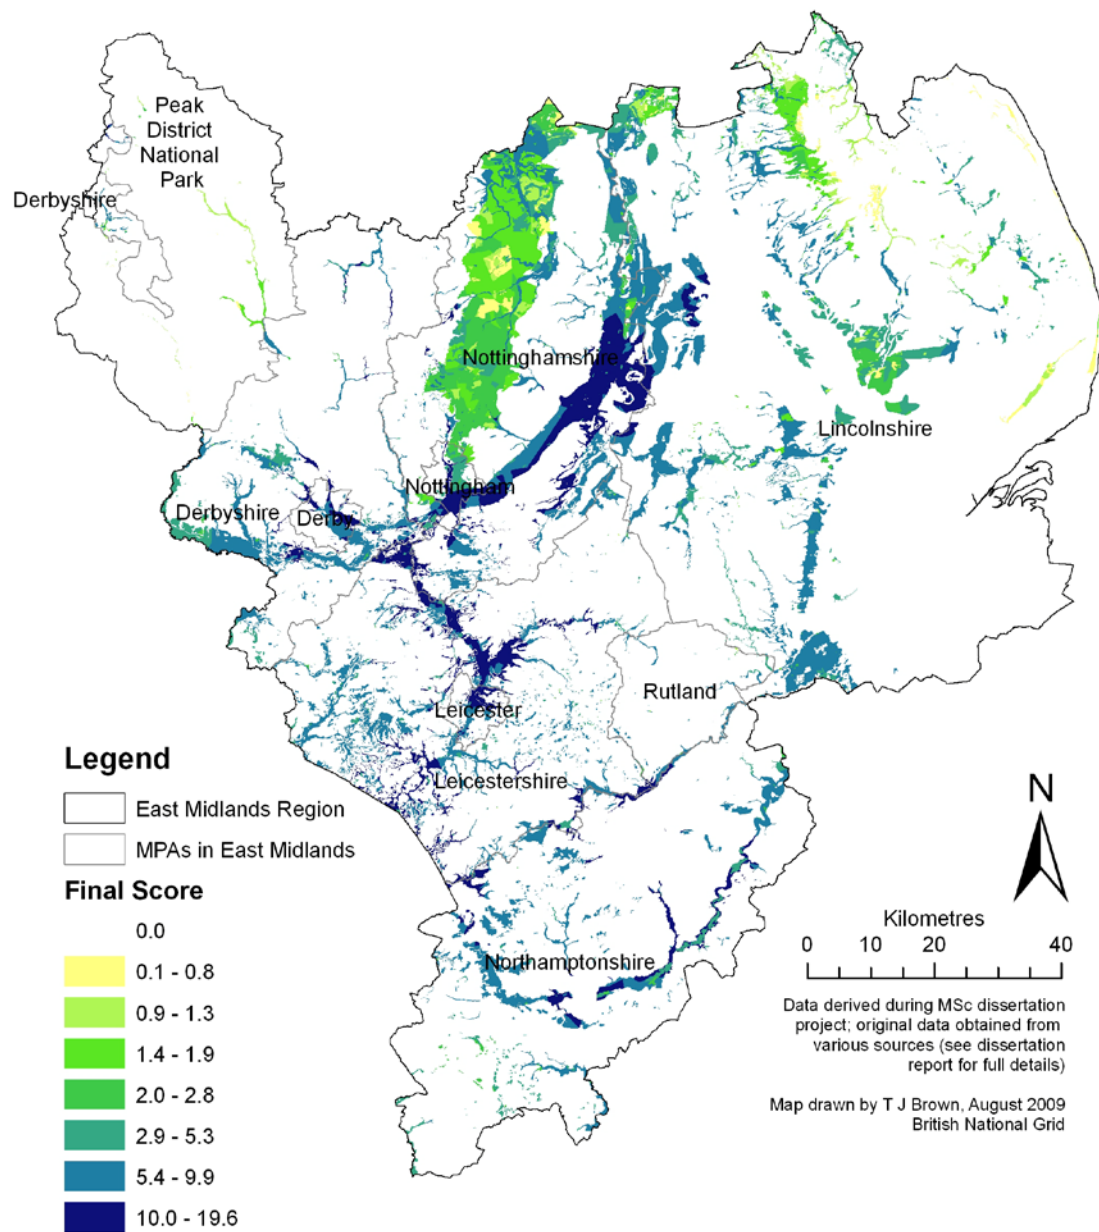 Peak
District
National
Park
Derbyshire
Nottinghamshire
Lincolnshire
Nottingham
Derbyshire
Derby
Rutland
Leicester
Leicestershire
Northamptonshire
Legend
East Midlands Region
MPAs in East Midlands
Final Score
0.0
0.1 - 0.8
0.9 - 1.3
1.4 - 1.9
2.0 - 2.8
2.9 - 5.3
5.4 - 9.9
10.0 - 19.6
N
Kilometres
0 10 20 40
Data derived during MSc dissertation
project; original data obtained from
various sources (see dissertation
report for full details)
Map drawn by T J Brown, August 2009
British National Grid